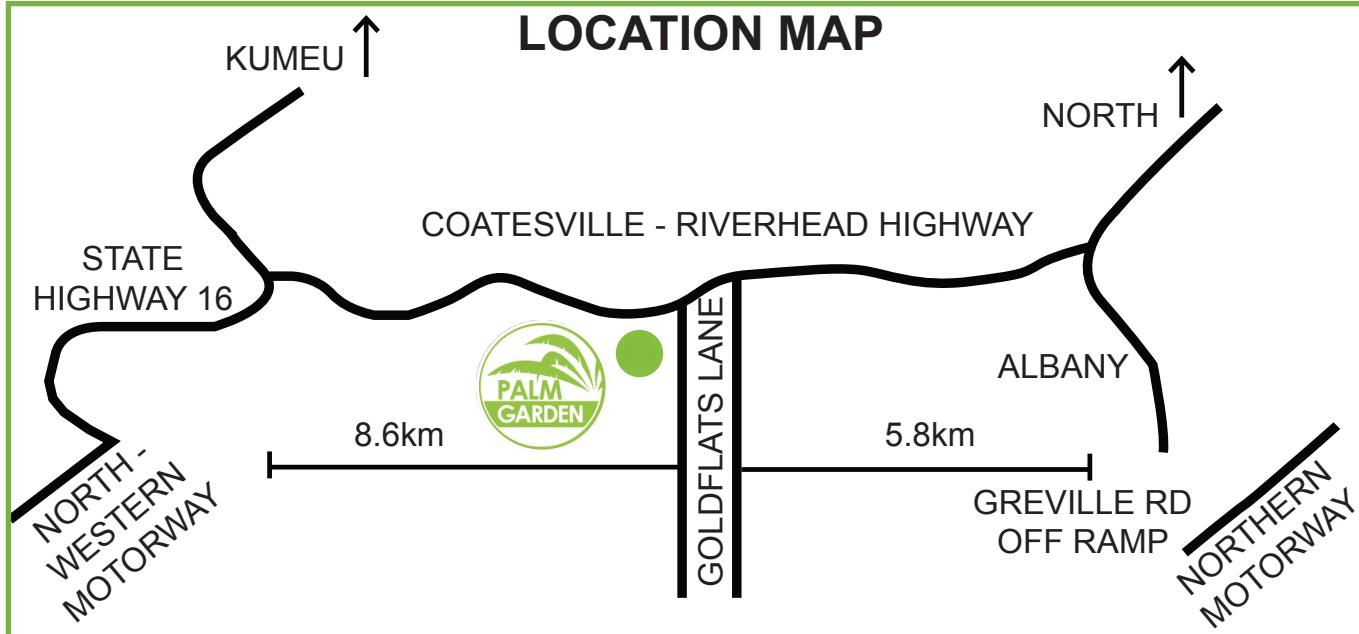 LOCATION MAP
KUMEU
NORTH
COATESVILLE - RIVERHEAD HIGHWAY
STATE
HIGHWAY 16
PALM
GARDEN
GOLDFLATS LANE
ALBANY
8.6km
5.8km
NORTH -
WESTERN
MOTORWAY
GREVILLE RD
OFF RAMP
NORTHERN
MOTORWAY